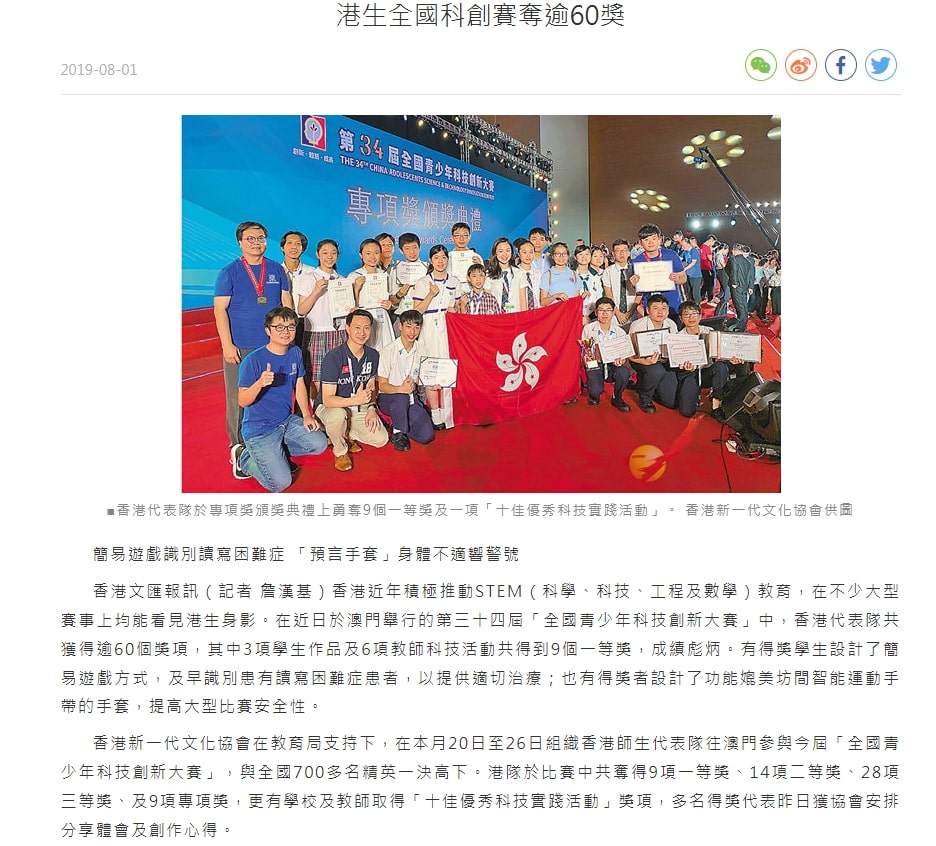 港生全國科創賽奪逾60獎
2019-08-01
創新·體驗·成長
第34屆全國青少年科技創新大賽
THE 34TH CHINA ADOLESCENTS SCIENCE & TECHNOLOGY INNOVATION CONTEST
專項獎頒獎典禮
Awards Cere
HONG KONG 18
■香港代表隊於專項獎頒獎典禮上勇奪9個一等獎及一項「十佳優秀科技實踐活動」。 香港新一代文化協會供圖
簡易遊戲識別讀寫困難症 「預言手套」身體不適響警號
香港文匯報訊（記者 詹漢基）香港近年積極推動STEM（科學、科技、工程及數學）教育，在不少大型
賽事上均能看見港生身影。在近日於澳門舉行的第三十四屆「全國青少年科技創新大賽」中，香港代表隊共
獲得逾60個獎項，其中3項學生作品及6項教師科技活動共得到9個一等獎，成績彪炳。有得獎學生設計了簡
易遊戲方式，及早識別患有讀寫困難症患者，以提供適切治療；也有得獎者設計了功能媲美坊間智能運動手
帶的手套，提高大型比賽安全性。
香港新一代文化協會在教育局支持下，在本月20日至26日組織香港師生代表隊往澳門參與今屆「全國青
少年科技創新大賽」，與全國700多名精英一決高下。港隊於比賽中共奪得9項一等獎、14項二等獎、28項
三等獎、及9項專項獎，更有學校及教師取得「十佳優秀科技實踐活動」獎項，多名得獎代表昨日獲協會安排
分享體會及創作心得。